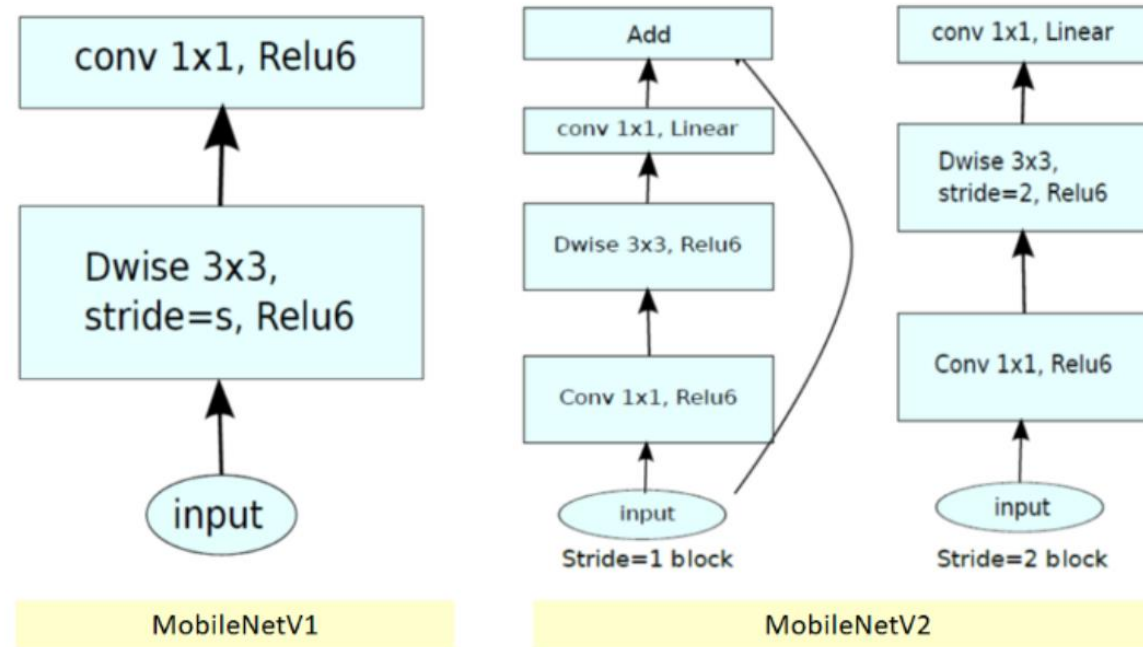 conv 1x1, Relu6
Dwise 3x3,
stride=s, Relu6
input
MobileNetV1
Add
conv 1x1, Linear
Dwise 3x3, Relu6
Conv 1x1, Relu6
input
Stride=1 block
conv 1x1, Linear
Dwise 3x3,
stride=2, Relu6
Conv 1x1, Relu6
input
Stride=2 block
MobileNetV2